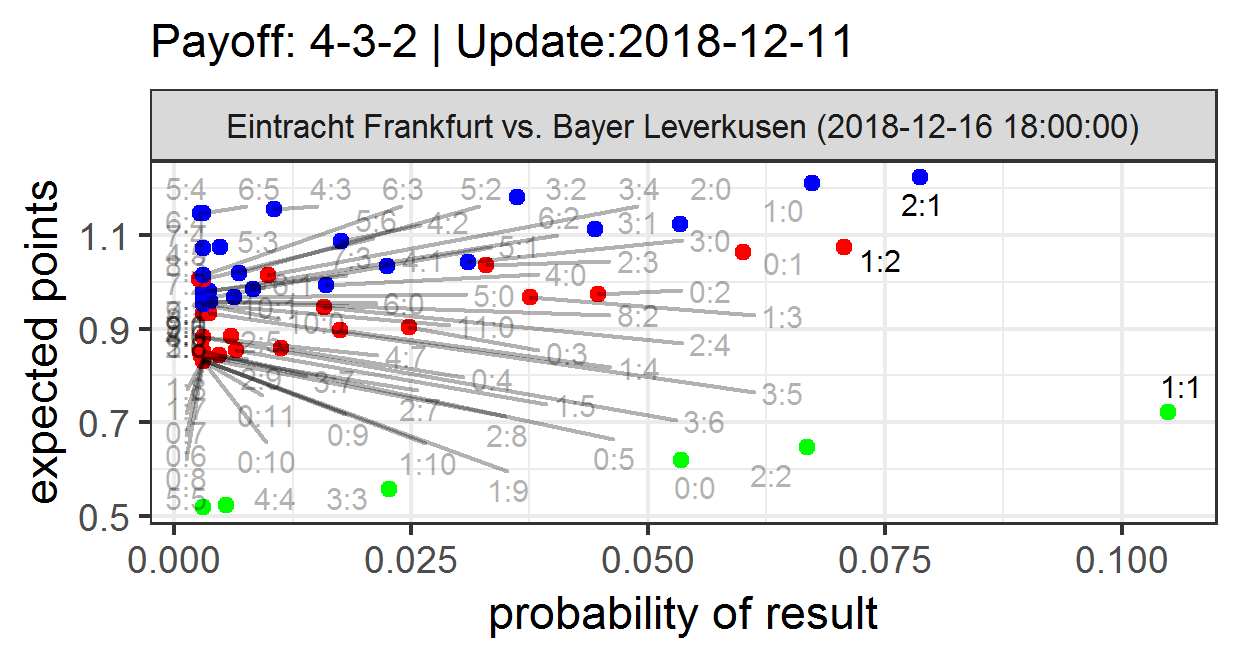 Payoff: 4-3-2 | Update:2018-12-11
Eintracht Frankfurt vs. Bayer Leverkusen (2018-12-16 18:00:00)
expected points
1.1
0.9
0.7
0.5
5:4 6:5 4:3 6:3 5:2 3:2 3:4 2:0
1:0
2:1
5:6 4:2 6:2 3:1
5:3 5:1 3:0
7:3 4:1 2:3 0:1 1:2
6:1 4:0
5:0 0:2
10:1 6:0 8:2 1:3
10:0 11:0
2:5 4:7 0:3 2:4
1:4
2:9 3:7 0:4 3:5 1:1
0:11 2:7 1:5
0:7 0:9 2:8 3:6
0:6 0:10 1:10 0:5
0:8 2:2
5:5 4:4 3:3 1:9 0:0
0.000 0.025 0.050 0.075 0.100
probability of result